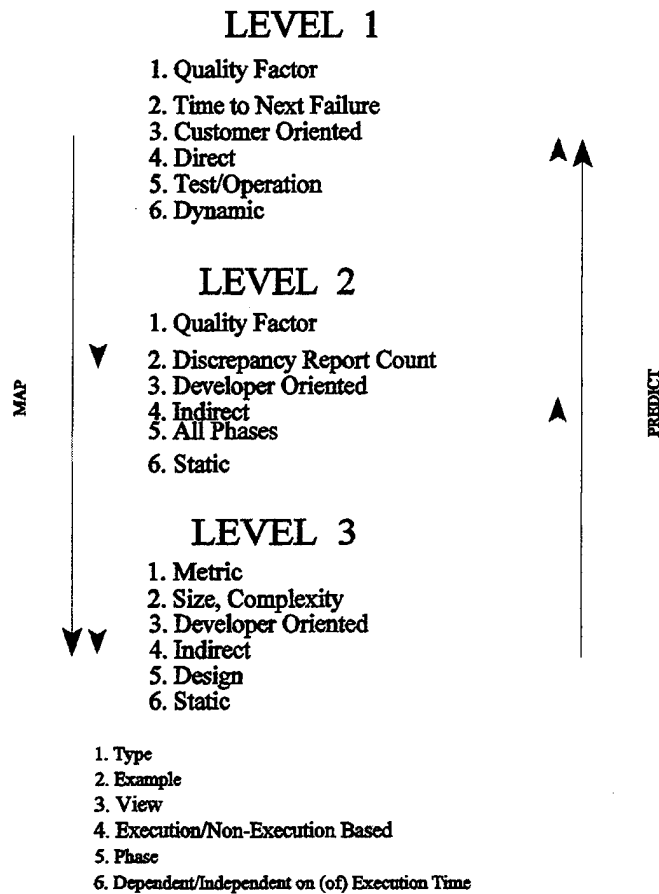 LEVEL 1
1. Quality Factor
2. Time to Next Failure
3. Customer Oriented
4. Direct
5. Test/Operation
6. Dynamic
LEVEL 2
1. Quality Factor
2. Discrepancy Report Count
3. Developer Oriented
4. Indirect
5. All Phases
6. Static
MAP
PREDICT
LEVEL 3
1. Metric
2. Size, Complexity
3. Developer Oriented
4. Indirect
5. Design
6. Static
1. Type
2. Example
3. View
4. Execution/Non-Execution Based
5. Phase
6. Dependent/Independent on (of) Execution Time